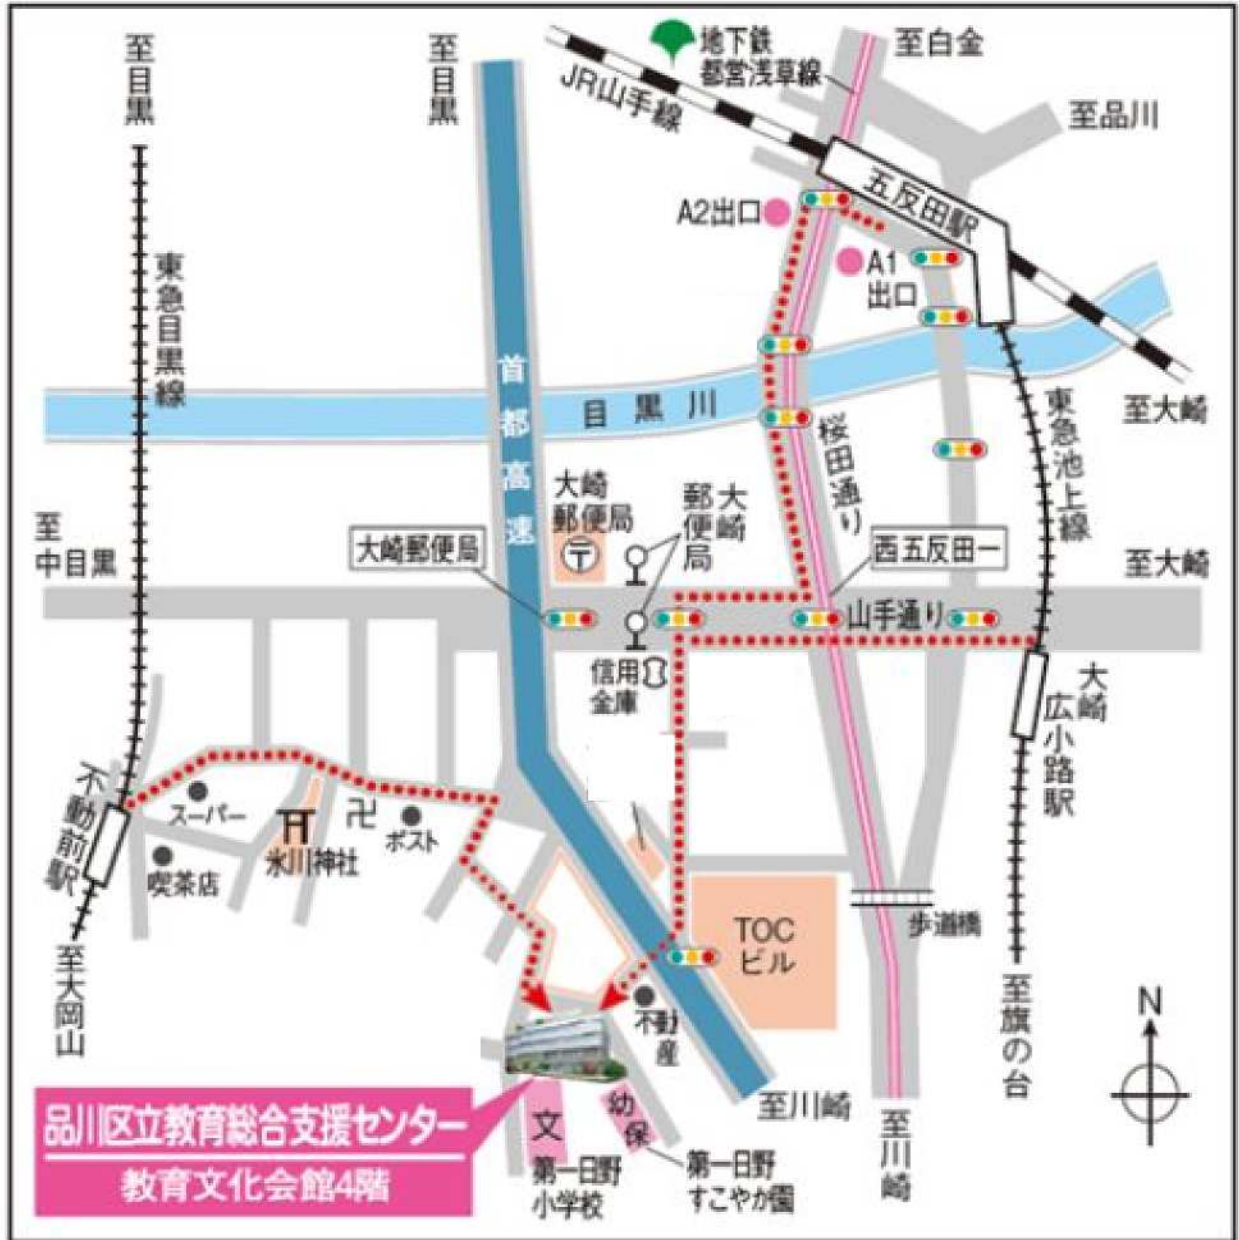 至目黒
至目黒
地下鉄
都営浅草線
至白金
JR山手線
至品川
五反田駅
A2出口
A1
出口
東急目黒線
首都高速
目黒川
至大崎
桜田通り
東急池上線
大崎
郵便局
大崎
郵便局
至
中目黒
大崎郵便局
西五反田一
至大崎
山手通り
信用
金庫
大崎
広小路駅
不動前駅
スーパー
氷川神社
卍
ポスト
喫茶店
TOC
ビル
歩道橋
至大岡山
不動産
至旗の台
N
品川区立教育総合支援センター
教育文化会館4階
文
幼保
至川崎
至川崎
第一日野
小学校
第一日野
すこやか園